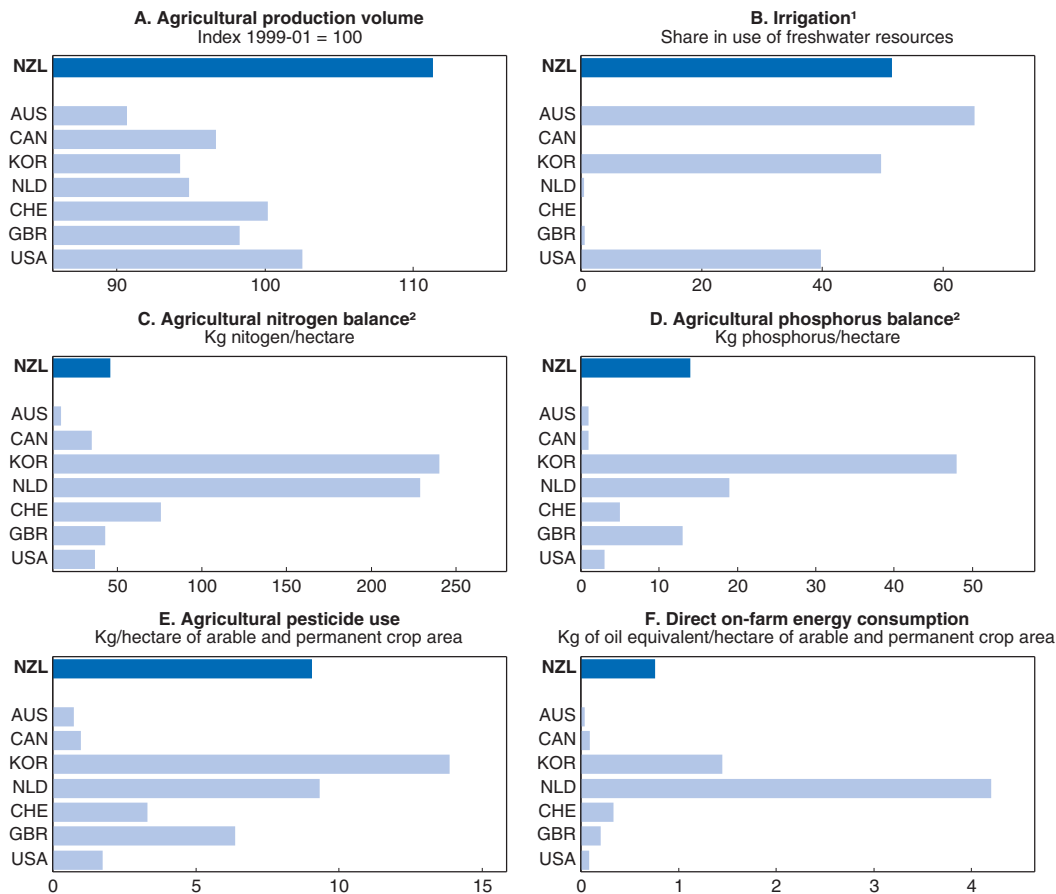 A. Agricultural production volume
Index 1999-01 = 100
NZL
AUS
CAN
KOR
NLD
CHE
GBR
USA
90 100 110
B. Irrigation¹
Share in use of freshwater resources
NZL
AUS
CAN
KOR
NLD
CHE
GBR
USA
0 20 40 60
C. Agricultural nitrogen balance²
Kg nitogen/hectare
NZL
AUS
CAN
KOR
NLD
CHE
GBR
USA
50 100 150 200 250
D. Agricultural phosphorus balance²
Kg phosphorus/hectare
NZL
AUS
CAN
KOR
NLD
CHE
GBR
USA
0 10 20 30 40 50
E. Agricultural pesticide use
Kg/hectare of arable and permanent crop area
NZL
AUS
CAN
KOR
NLD
CHE
GBR
USA
0 5 10 15
F. Direct on-farm energy consumption
Kg of oil equivalent/hectare of arable and permanent crop area
NZL
AUS
CAN
KOR
NLD
CHE
GBR
USA
0 1 2 3 4